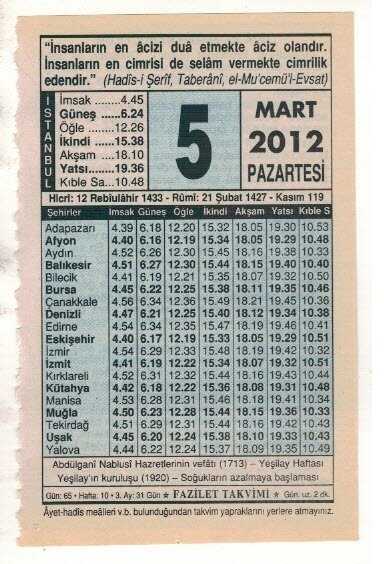 "İnsanların en âcizi duâ etmekte âciz olandır.
İnsanların en cimrisi de selâm vermekte cimrilik
edendir." (Hadîs-i Şerîf, Taberânî, el-Mu'cemü'l-Evsat)
İSTANBUL
İmsak ........4.45
Güneş ......6.24
Öğle .......12.26
İkindi .....15.38
Akşam ....18.10
Yatsı.......19.36
Kıble Sa...10.48
5
MART
2012
PAZARTESİ
Hicrî: 12 Rebiulâhir 1433 - Rûmî: 21 Şubat 1427 - Kasım 119
Şehirler İmsak Güneş Öğle İkindi Akşam Yatsı Kıble S
Adapazarı 4.39 6.18 12.20 15.32 18.05 19.30 10.53
Afyon 4.40 6.16 12.19 15.34 18.05 19.29 10.48
Aydın 4.52 6.26 12.30 15.45 18.16 19.38 10.33
Balıkesir 4.51 6.27 12.30 15.44 18.15 19.40 10.40
Bilecik 4.41 6.19 12.21 15.35 18.07 19.32 10.50
Bursa 4.45 6.22 12.25 15.38 18.11 19.35 10.46
Çanakkale 4.56 6.34 12.36 15.49 18.21 19.45 10.36
Denizli 4.47 6.21 12.25 15.40 18.12 19.34 10.38
Edirne 4.54 6.34 12.35 15.47 18.19 19.46 10.41
Eskişehir 4.40 6.17 12.19 15.33 18.05 19.29 10.51
İzmir 4.54 6.29 12.33 15.48 18.19 19.42 10.32
İzmit 4.41 6.19 12.22 15.34 18.07 19.32 10.51
Kırklareli 4.52 6.31 12.32 15.44 18.16 19.43 10.44
Kütahya 4.42 6.18 12.22 15.36 18.08 19.31 10.48
Manisa 4.53 6.28 12.31 15.46 18.18 19.41 10.34
Muğla 4.50 6.23 12.28 15.44 18.15 19.36 10.33
Tekirdağ 4.51 6.29 12.31 15.43 18.15 19.41 10.43
Uşak 4.45 6.20 12.24 15.38 18.10 19.33 10.43
Yalova 4.44 6.22 12.24 15.37 18.09 19.35 10.49
Abdülganî Nablusî Hazretlerinin vefâtı (1713) – Yeşilay Haftası
Yeşilay'ın kuruluşu (1920) – Soğukların azalmaya başlaması
Gün: 65 • Hafta: 10 • 3. Ay: 31 Gün ★ FAZİLET TAKVİMİ ★ Gün. uz. 2 dk.
Âyet-hadîs meâlleri v.b. bulunduğundan takvim yapraklarını yerlere atmayınız.